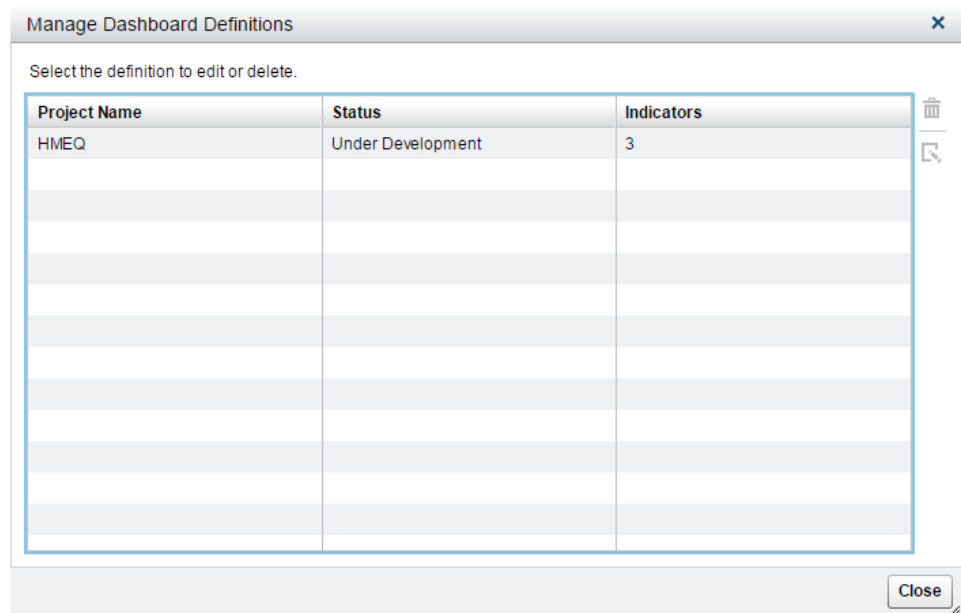 Manage Dashboard Definitions
Select the definition to edit or delete.
Project Name Status Indicators
HMEQ Under Development 3
Close